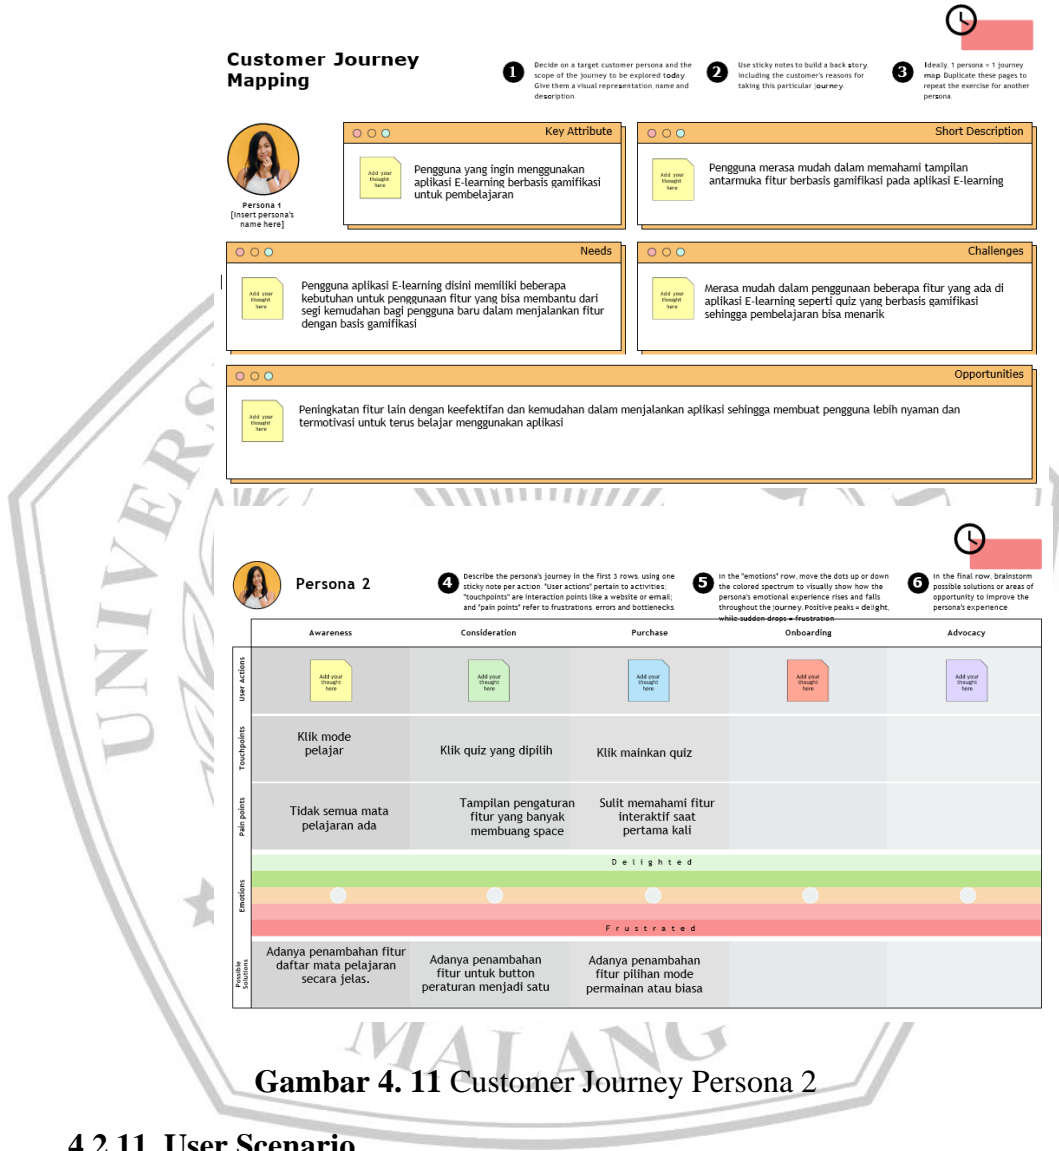 Customer Journey
Mapping
1
Decide on a target customer persona and the
scope of the journey to be explored today.
Give them a visual representation, name and
description.
2
Use sticky notes to build a back story,
including the customer's reasons for
taking this particular journey.
3
Ideally, 1 persona = 1 journey
map. Duplicate these pages to
repeat the exercise for another
persona.
Persona 1
[Insert persona's
name here]
Key Attribute
Add your
thought
here
Pengguna yang ingin menggunakan
aplikasi E-learning berbasis gamifikasi
untuk pembelajaran
Short Description
Add your
thought
here
Pengguna merasa mudah dalam memahami tampilan
antarmuka fitur berbasis gamifikasi pada aplikasi E-learning
Needs
Add your
thought
here
Pengguna aplikasi E-learning disini memiliki beberapa
kebutuhan untuk penggunaan fitur yang bisa membantu dari
segi kemudahan bagi pengguna baru dalam menjalankan fitur
dengan basis gamifikasi
Challenges
Add your
thought
here
Merasa mudah dalam penggunaan beberapa fitur yang ada di
aplikasi E-learning seperti quiz yang berbasis gamifikasi
sehingga pembelajaran bisa menarik
Opportunities
Add your
thought
here
Peningkatan fitur lain dengan keefektifan dan kemudahan dalam menjalankan aplikasi sehingga membuat pengguna lebih nyaman dan
termotivasi untuk terus belajar menggunakan aplikasi
Persona 2
4
Describe the persona's journey in the first 3 rows, using one
sticky note per action. "User actions" pertain to activities;
"touchpoints" are interaction points like a website or email;
and "pain points" refer to frustrations, errors and bottlenecks.
5
In the "emotions" row, move the dots up or down
the colored spectrum to visually show how the
persona's emotional experience rises and falls
throughout the journey. Positive peaks = delight,
while sudden drops = frustration.
6
In the final row, brainstorm
possible solutions or areas of
opportunity to improve the
persona's experience.
Awareness
Consideration
Purchase
Onboarding
Advocacy
User Actions
Add your
thought
here
Add your
thought
here
Add your
thought
here
Add your
thought
here
Add your
thought
here
Touchpoints
Klik mode
pelajar
Klik quiz yang dipilih
Klik mainkan quiz
Pain points
Tidak semua mata
pelajaran ada
Tampilan pengaturan
fitur yang banyak
membuang space
Sulit memahami fitur
interaktif saat
pertama kali
Emotions
Delighted
Frustrated
Possible
Solutions
Adanya penambahan fitur
daftar mata pelajaran
secara jelas.
Adanya penambahan
fitur untuk button
peraturan menjadi satu
Adanya penambahan
fitur pilihan mode
permainan atau biasa
UNIVERS
MALANG
Gambar 4. 11 Customer Journey Persona 2
4.2.11 User Scenario